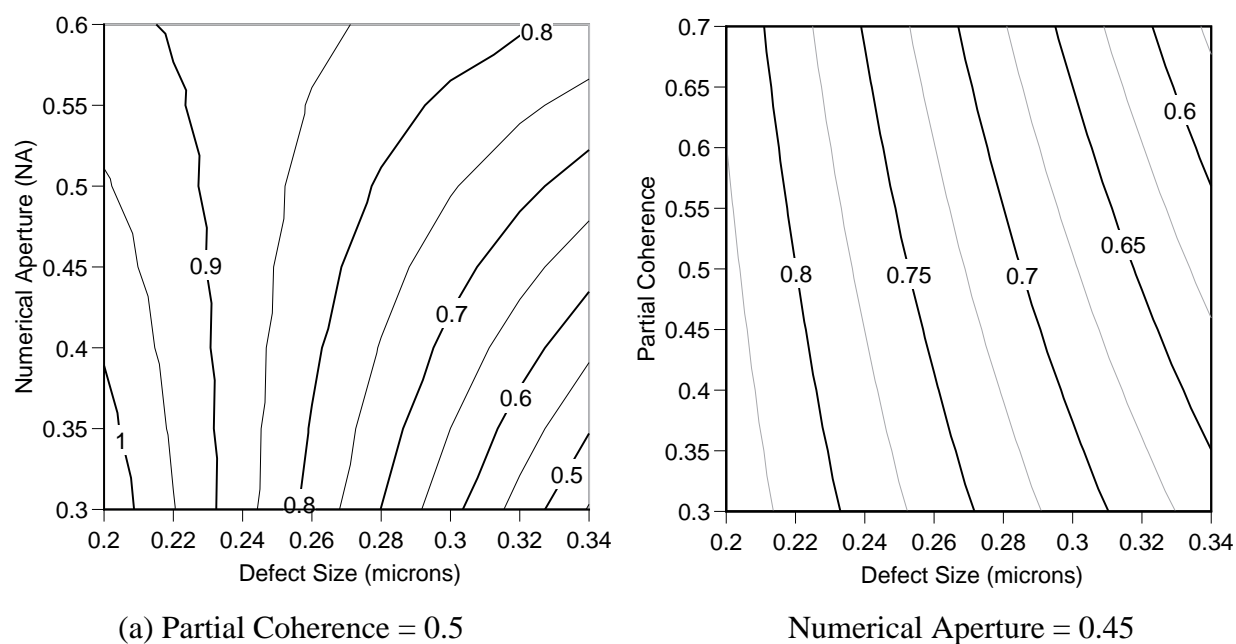 0.6
0.55
0.5
0.45
0.4
0.35
0.3
Numerical Aperture (NA)
0.8
0.9
0.7
0.6
1
0.5
0.8
0.2 0.22 0.24 0.26 0.28 0.3 0.32 0.34
Defect Size (microns)
(a) Partial Coherence = 0.5
0.7
0.65
0.6
0.55
0.5
0.45
0.4
0.35
0.3
Partial Coherence
0.6
0.65
0.8 0.75 0.7
0.2 0.22 0.24 0.26 0.28 0.3 0.32 0.34
Defect Size (microns)
Numerical Aperture = 0.45